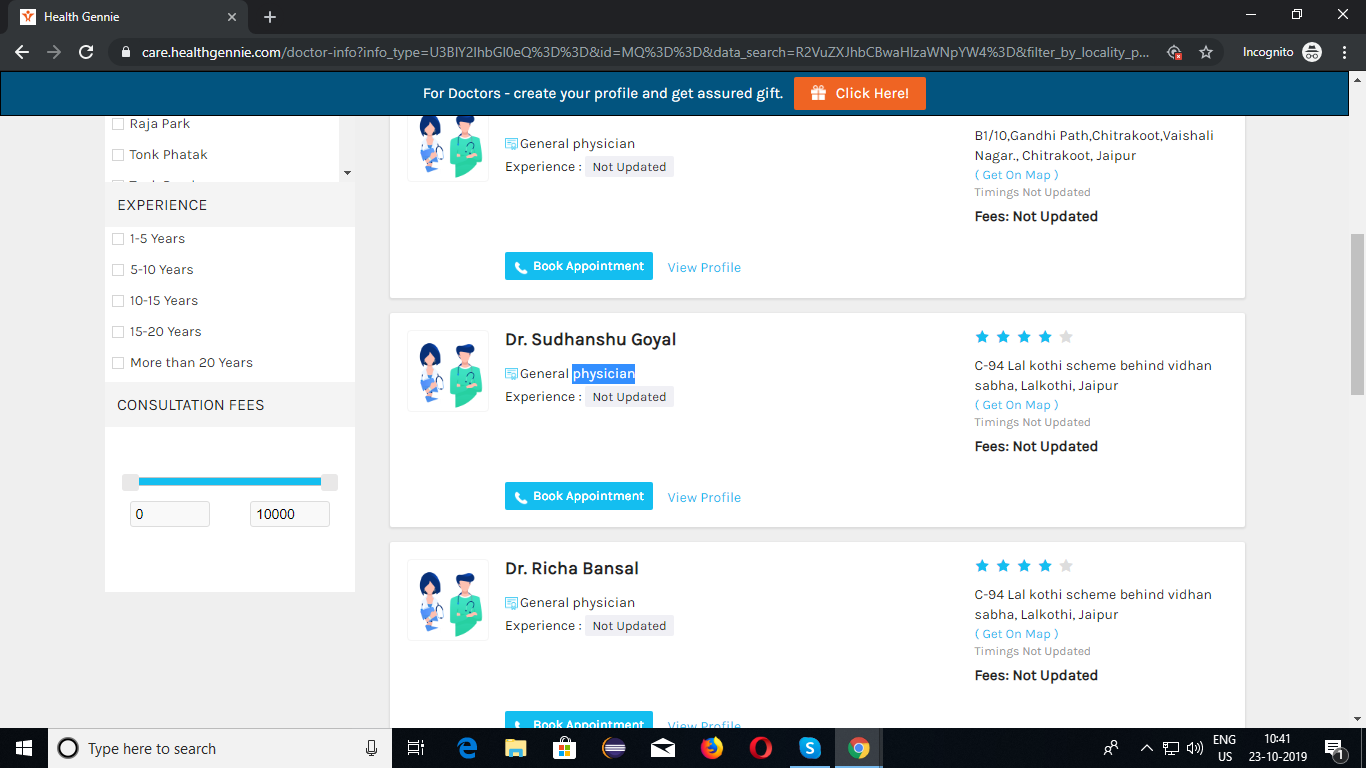 Health Gennie
care.healthgennie.com/doctor-info?info_type=U3BlY2lhbGl0eQ%3D%3D&id=MQ%3D%3D&data_search=R2VuZXJhbCBwaHlzaWNpYW4%3D&filter_by_locality_p...
Incognito
For Doctors - create your profile and get assured gift.
Click Here!
Raja Park
Tonk Phatak
EXPERIENCE
1-5 Years
5-10 Years
10-15 Years
15-20 Years
More than 20 Years
CONSULTATION FEES
0
10000
General physician
Experience : Not Updated
B1/10,Gandhi Path,Chitrakoot,Vaishali
Nagar., Chitrakoot, Jaipur
( Get On Map )
Timings Not Updated
Fees: Not Updated
Book Appointment
View Profile
Dr. Sudhanshu Goyal
General physician
Experience : Not Updated
C-94 Lal kothi scheme behind vidhan
sabha, Lalkothi, Jaipur
( Get On Map )
Timings Not Updated
Fees: Not Updated
Book Appointment
View Profile
Dr. Richa Bansal
General physician
Experience : Not Updated
C-94 Lal kothi scheme behind vidhan
sabha, Lalkothi, Jaipur
( Get On Map )
Timings Not Updated
Fees: Not Updated
Book Appointment
View Profile
Type here to search
ENG
US
10:41
23-10-2019
1